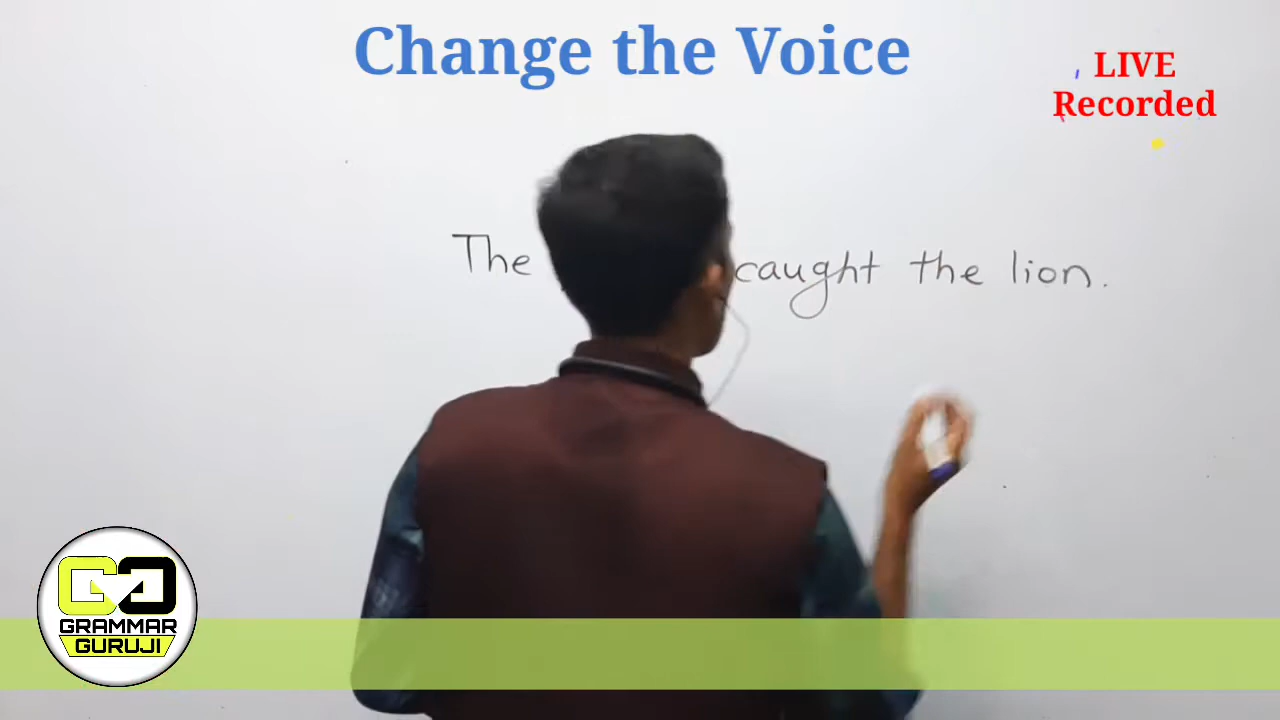 Change the Voice
LIVE
Recorded
The caught the lion.
GRAMMAR
GURUJI